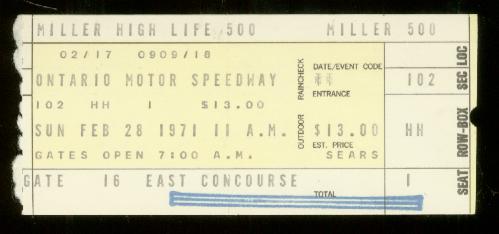 MILLER HIGH LIFE 500 MILLER 500
02/17 0909/18
DATE/EVENT CODE
ONTARIO MOTOR SPEEDWAY ** 102
ENTRANCE
102 HH 1 $13.00
SUN FEB 28 1971 11 A.M. $13.00 HH
EST. PRICE
GATES OPEN 7:00 A.M. SEARS
GATE 16 EAST CONCOURSE 1
TOTAL
RAINCHECK
OUTDOOR
SEC LOC
ROW-BOX
SEAT